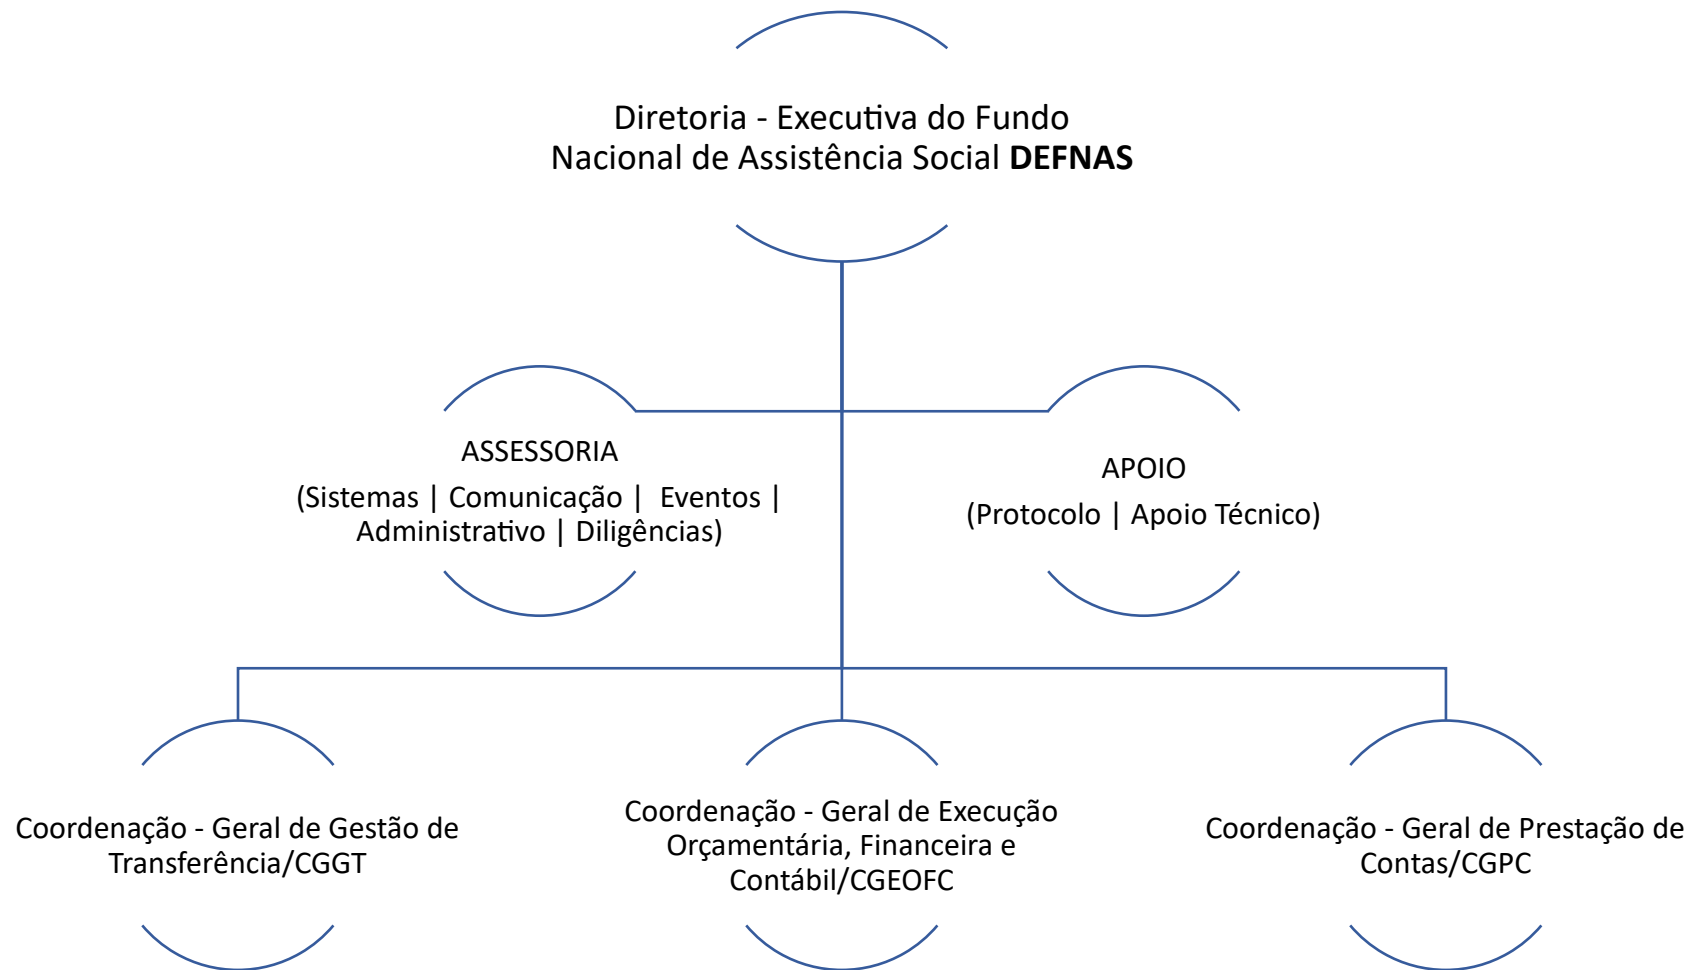 Diretoria - Executiva do Fundo
Nacional de Assistência Social DEFNAS
ASSESSORIA
(Sistemas | Comunicação |  Eventos |
Administrativo | Diligências)
APOIO
(Protocolo | Apoio Técnico)
Coordenação - Geral de Gestão de
Transferência/CGGT
Coordenação - Geral de Execução
Orçamentária, Financeira e
Contábil/CGEOFC
Coordenação - Geral de Prestação de
Contas/CGPC